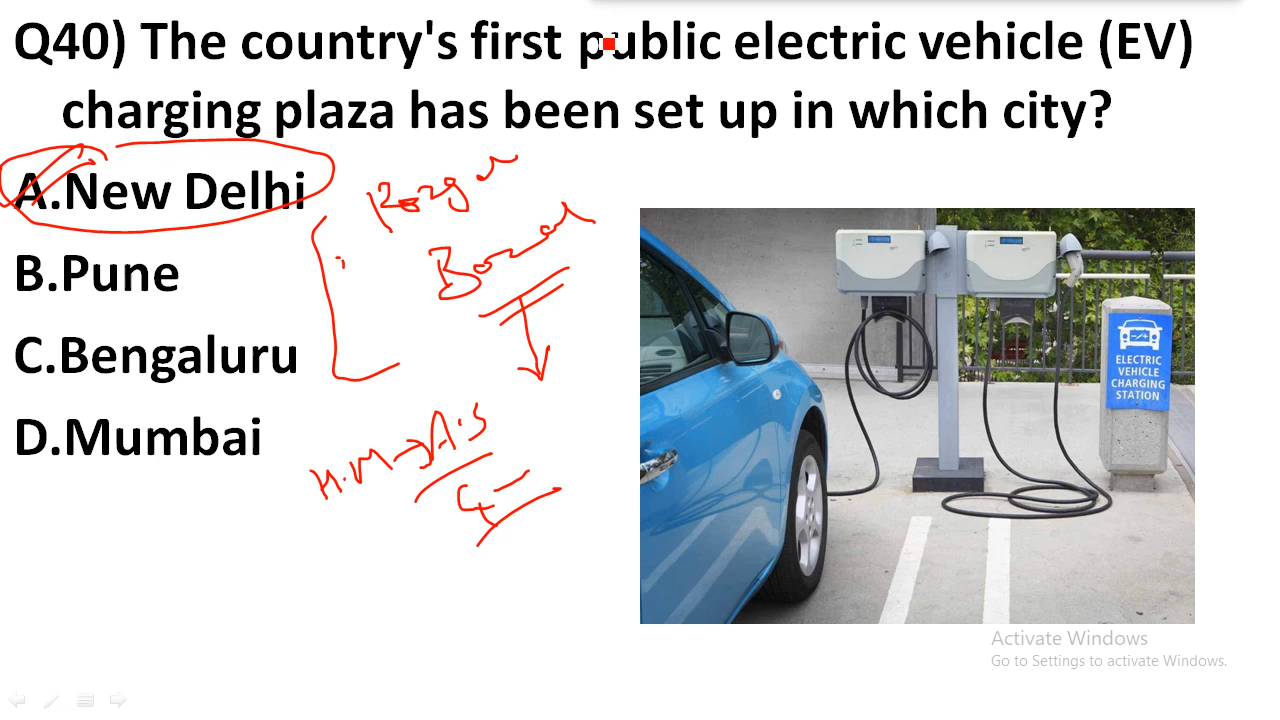 Q40) The country's first public electric vehicle (EV)
charging plaza has been set up in which city?
A.New Delhi
B.Pune
C.Bengaluru
D.Mumbai
H.M→A.S
ELECTRIC
VEHICLE
CHARGING
STATION
Activate Windows
Go to Settings to activate Windows.